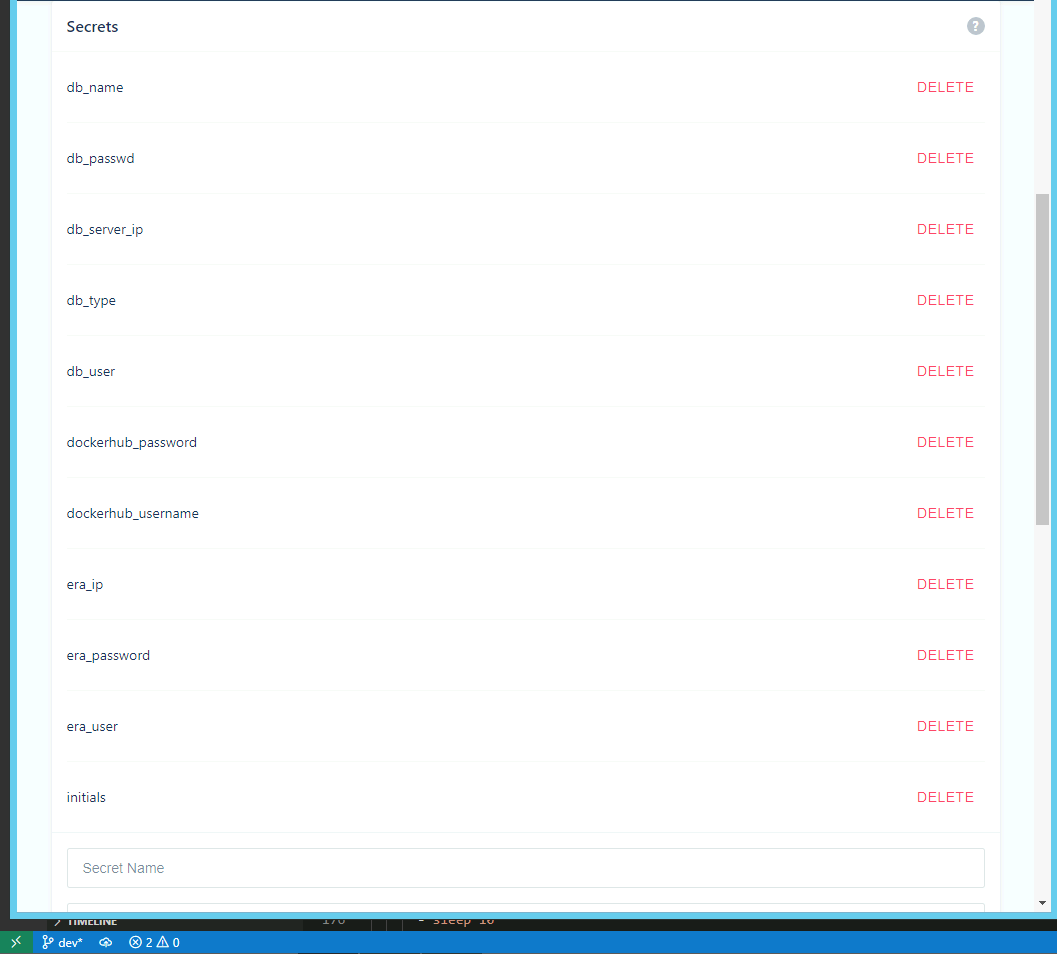 Secrets ?
db_name DELETE
db_passwd DELETE
db_server_ip DELETE
db_type DELETE
db_user DELETE
dockerhub_password DELETE
dockerhub_username DELETE
era_ip DELETE
era_password DELETE
era_user DELETE
initials DELETE
Secret Name
TIMELINE 176 - sleep 10
dev* 2 0